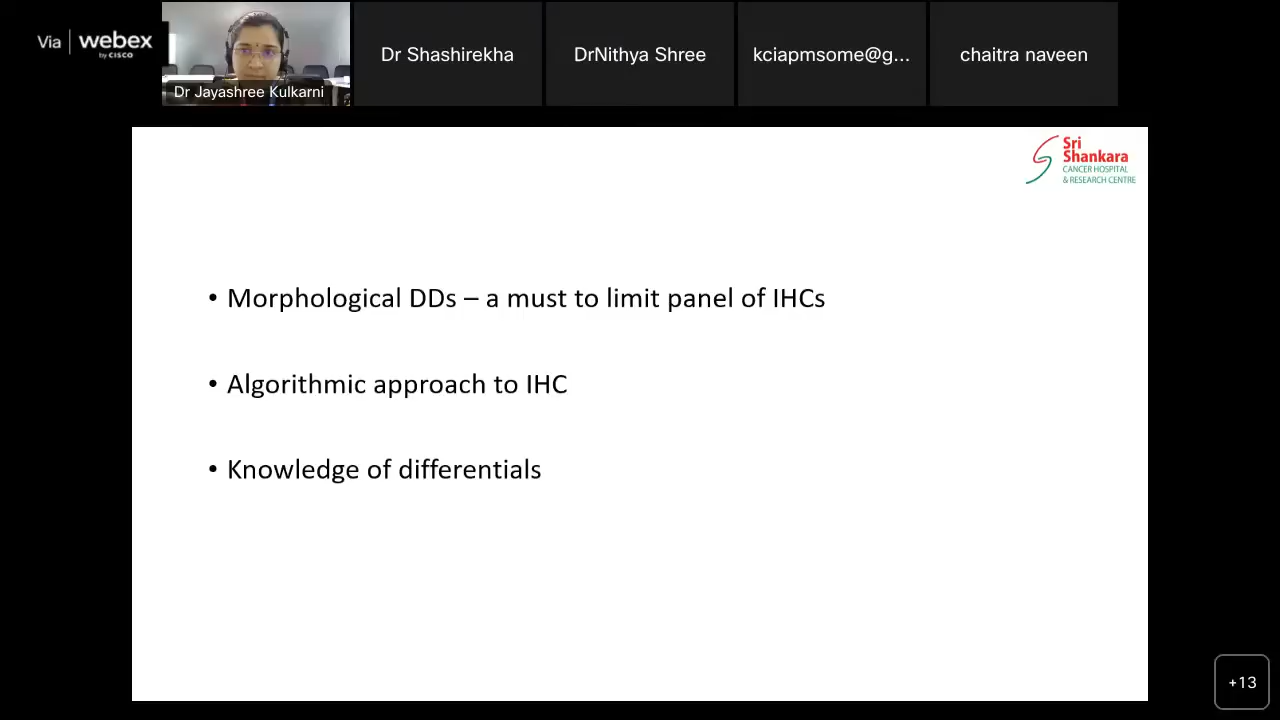 Via webex
by CISCO
Dr Jayashree Kulkarni
Dr Shashirekha
DrNithya Shree
kciapmsome@g...
chaitra naveen
Sri
Shankara
CANCER HOSPITAL
& RESEARCH CENTRE
• Morphological DDs – a must to limit panel of IHCs
• Algorithmic approach to IHC
• Knowledge of differentials
+13